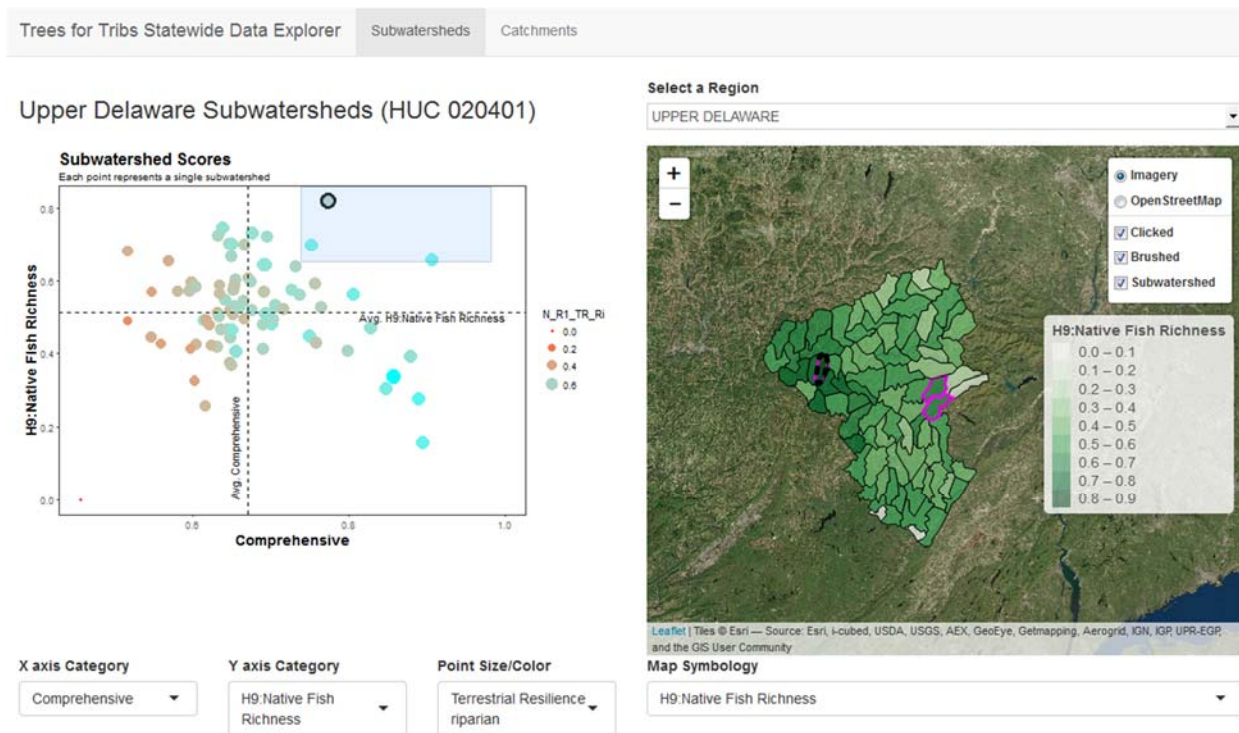 Trees for Tribs Statewide Data Explorer
Subwatersheds
Catchments
Upper Delaware Subwatersheds (HUC 020401)
Subwatershed Scores
Each point represents a single subwatershed
H9:Native Fish Richness
0.8
0.6
0.4
0.2
0.0
Avg. H9:Native Fish Richness
Avg. Comprehensive
0.6
0.8
1.0
Comprehensive
N_R1_TR_Ri
0.0
0.2
0.4
0.6
X axis Category
Comprehensive
Y axis Category
H9:Native Fish
Richness
Point Size/Color
Terrestrial Resilience
riparian
Select a Region
UPPER DELAWARE
+
−
Imagery
OpenStreetMap
Clicked
Brushed
Subwatershed
H9:Native Fish Richness
0.0 – 0.1
0.1 – 0.2
0.2 – 0.3
0.3 – 0.4
0.4 – 0.5
0.5 – 0.6
0.6 – 0.7
0.7 – 0.8
0.8 – 0.9
Leaflet | Tiles © Esri — Source: Esri, i-cubed, USDA, USGS, AEX, GeoEye, Getmapping, Aerogrid, IGN, IGP, UPR-EGP,
and the GIS User Community
Map Symbology
H9:Native Fish Richness